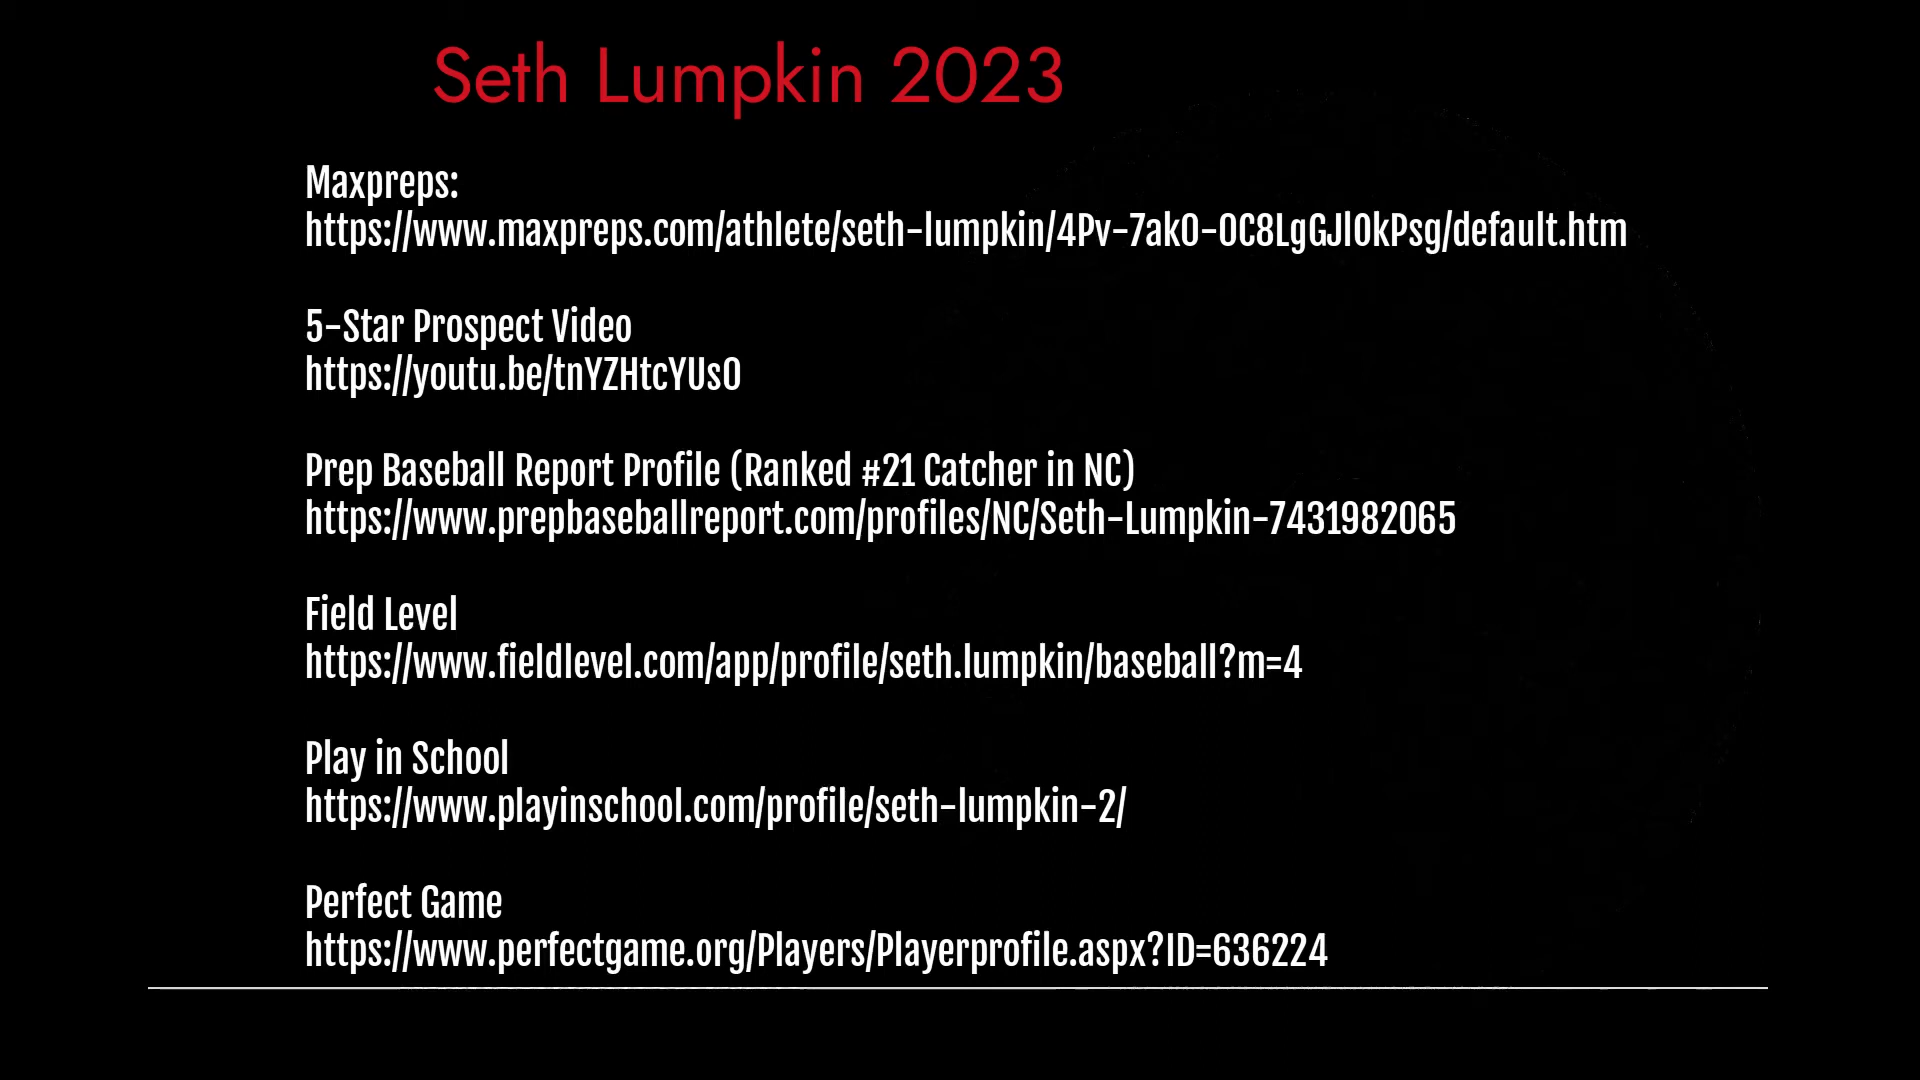 Seth Lumpkin 2023
Maxpreps:
https://www.maxpreps.com/athlete/seth-lumpkin/4Pv-7ak0-0C8LgGJl0kPsg/default.htm
5-Star Prospect Video
https://youtu.be/tnYZHtcYUs0
Prep Baseball Report Profile (Ranked #21 Catcher in NC)
https://www.prepbaseballreport.com/profiles/NC/Seth-Lumpkin-7431982065
Field Level
https://www.fieldlevel.com/app/profile/seth.lumpkin/baseball?m=4
Play in School
https://www.playinschool.com/profile/seth-lumpkin-2/
Perfect Game
https://www.perfectgame.org/Players/Playerprofile.aspx?ID=636224